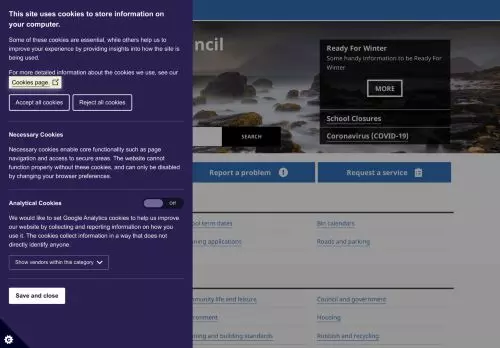 This site uses cookies to store information on
your computer.
Some of these cookies are essential, while others help us to
improve your experience by providing insights into how the site is
being used.
For more detailed information about the cookies we use, see our
Cookies page.
Accept all cookies
Reject all cookies
Necessary Cookies
Necessary cookies enable core functionality such as page
navigation and access to secure areas. The website cannot
function properly without these cookies, and can only be disabled
by changing your browser preferences.
Analytical Cookies
Off
We would like to set Google Analytics cookies to help us improve
our website by collecting and reporting information on how you
use it. The cookies collect information in a way that does not
directly identify anyone.
Show vendors within this category
Save and close
ncil
Ready For Winter
Some handy information to be Ready For
Winter
MORE
School Closures
Coronavirus (COVID-19)
SEARCH
Report a problem
Request a service
ool term dates
Bin calendars
nning applications
Roads and parking
munity life and leisure
Council and government
ironment
Housing
nning and building standards
Rubbish and recycling